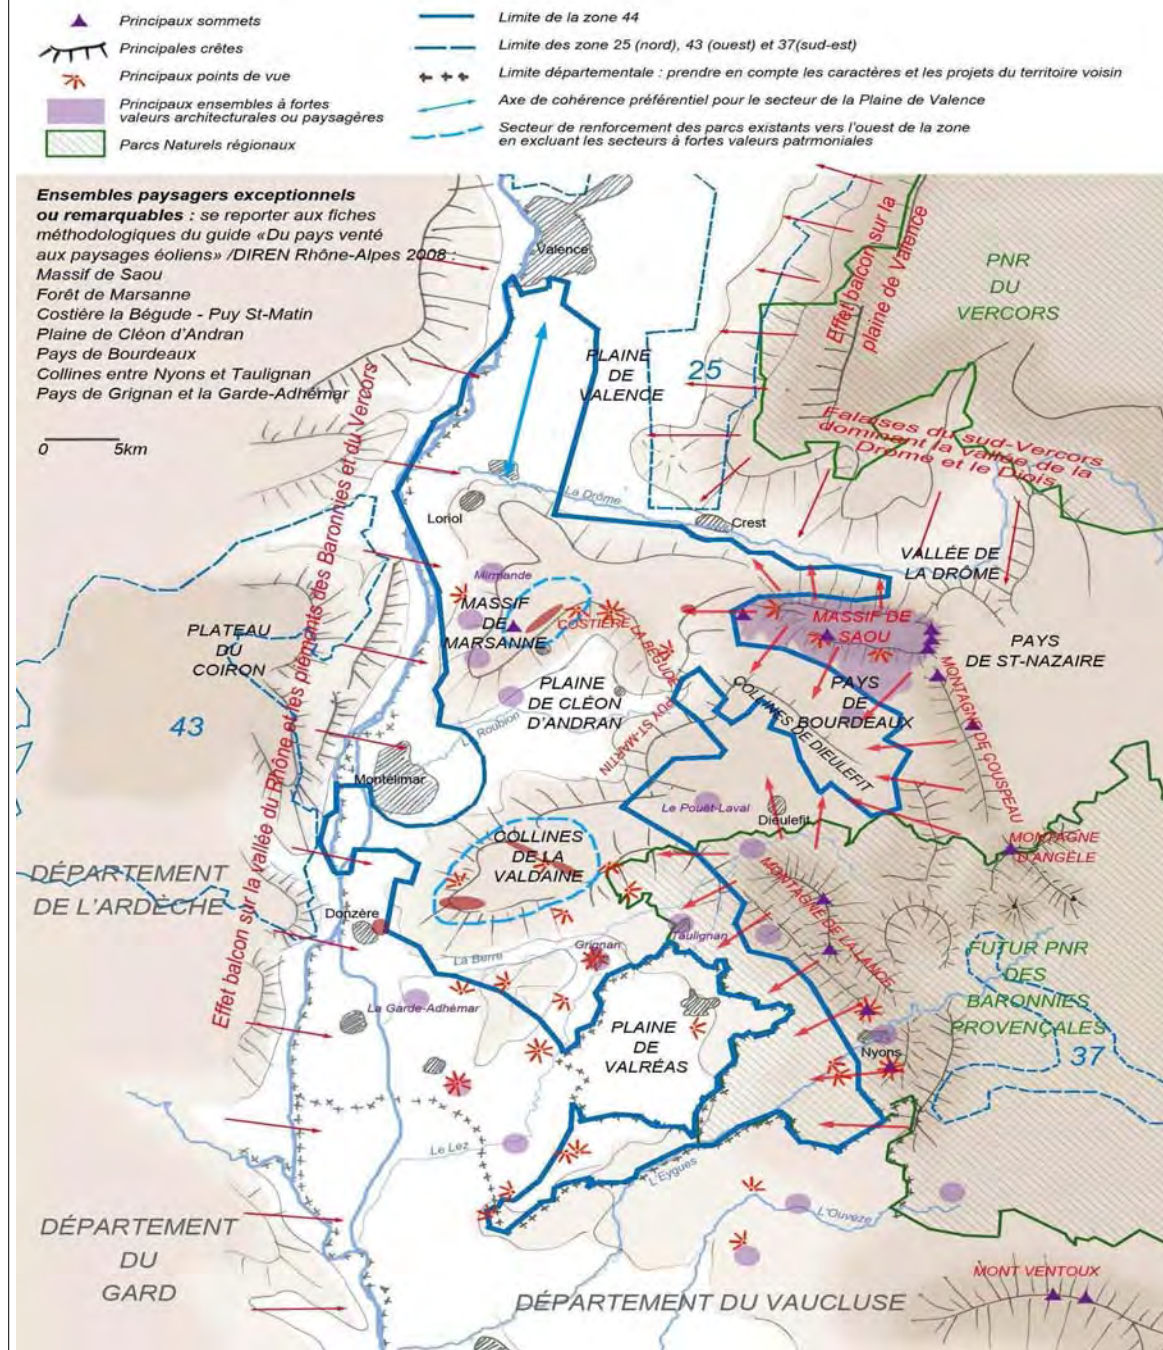 Principaux sommets
Principales crêtes
Principaux points de vue
Principaux ensembles à fortes
valeurs architecturales ou paysagères
Parcs Naturels régionaux
Limite de la zone 44
Limite des zone 25 (nord), 43 (ouest) et 37(sud-est)
Limite départementale : prendre en compte les caractères et les projets du territoire voisin
Axe de cohérence préférentiel pour le secteur de la Plaine de Valence
Secteur de renforcement des parcs existants vers l'ouest de la zone
en excluant les secteurs à fortes valeurs patrmoniales
Ensembles paysagers exceptionnels
ou remarquables : se reporter aux fiches
méthodologiques du guide «Du pays venté
aux paysages éoliens» /DIREN Rhône-Alpes 2008 :
Massif de Saou
Forêt de Marsanne
Costière la Bégude - Puy St-Matin
Plaine de Cléon d'Andran
Pays de Bourdeaux
Collines entre Nyons et Taulignan
Pays de Grignan et la Garde-Adhémar
0 5km
Valence
Effet balcon sur la
plaine de Valence
PNR
DU
VERCORS
PLAINE
DE
VALENCE
25
Falaises du sud-Vercors
dominant la vallée de la
Drôme et le Diois
La Drôme
Loriol
Crest
VALLÉE DE
LA DRÔME
Mirmande
MASSIF
DE
MARSANNE
COSTIÈRE
LA BÉGUDE
PUY ST-MARTIN
MASSIF DE
SAOU
PAYS
DE ST-NAZAIRE
PLATEAU
DU
COIRON
43
Effet balcon sur la vallée du Rhône et les piémonts des Baronnies et du Vercors
PLAINE
DE CLÉON
D'ANDRAN
Le Roubion
COLLINES DE DIEULEFIT
PAYS
DE
BOURDEAUX
MONTAGNE DE COUSPEAU
Montélimar
Le Pouët-Laval
Dieulefit
MONTAGNE
D'ANGÈLE
COLLINES
DE LA
VALDAINE
DÉPARTEMENT
DE L'ARDÈCHE
MONTAGNE DE LA LANCE
Donzère
Taulignan
Grignan
La Berre
La Garde-Adhémar
FUTUR PNR
DES
BARONNIES
PROVENÇALES
37
PLAINE
DE
VALRÉAS
Nyons
Le Lez
L'Eygues
L'Ouvèze
DÉPARTEMENT
DU
GARD
MONT VENTOUX
DÉPARTEMENT DU VAUCLUSE